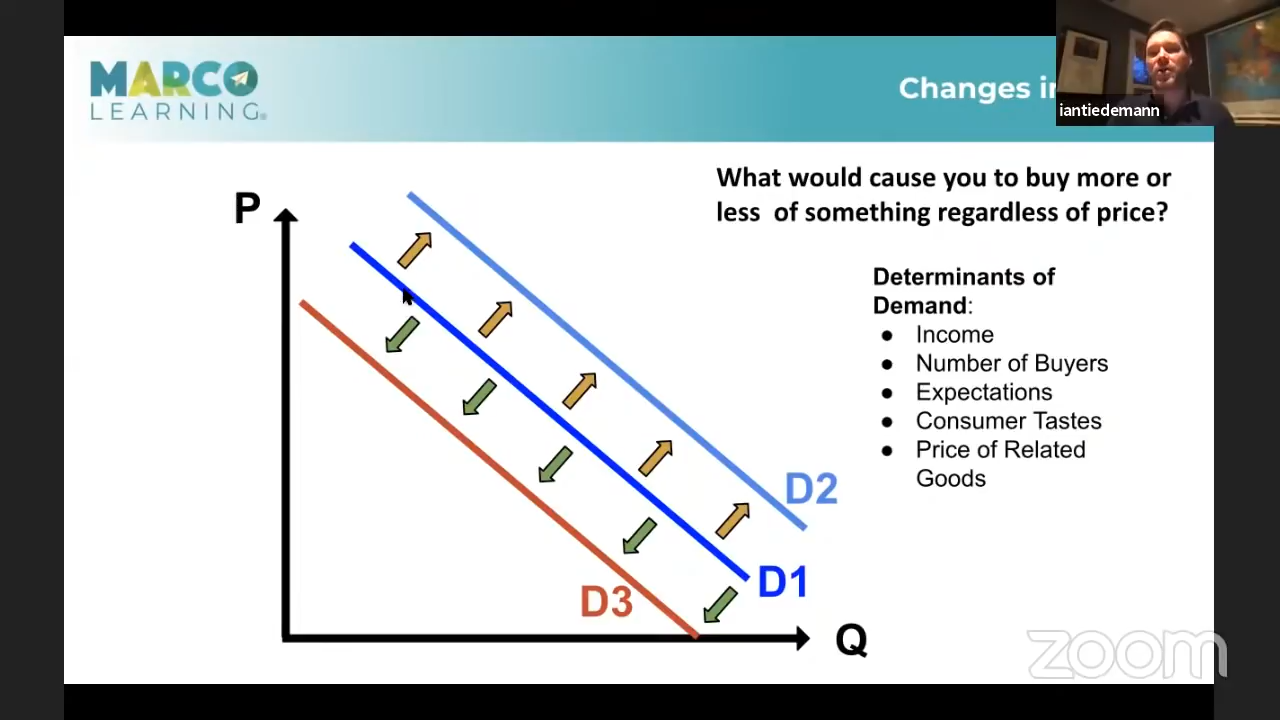 MARCO
LEARNING®
Changes in
iantiedemann
What would cause you to buy more or
less of something regardless of price?
P
Determinants of
Demand:
● Income
● Number of Buyers
● Expectations
● Consumer Tastes
● Price of Related
Goods
D2
D1
D3
Q
zoom